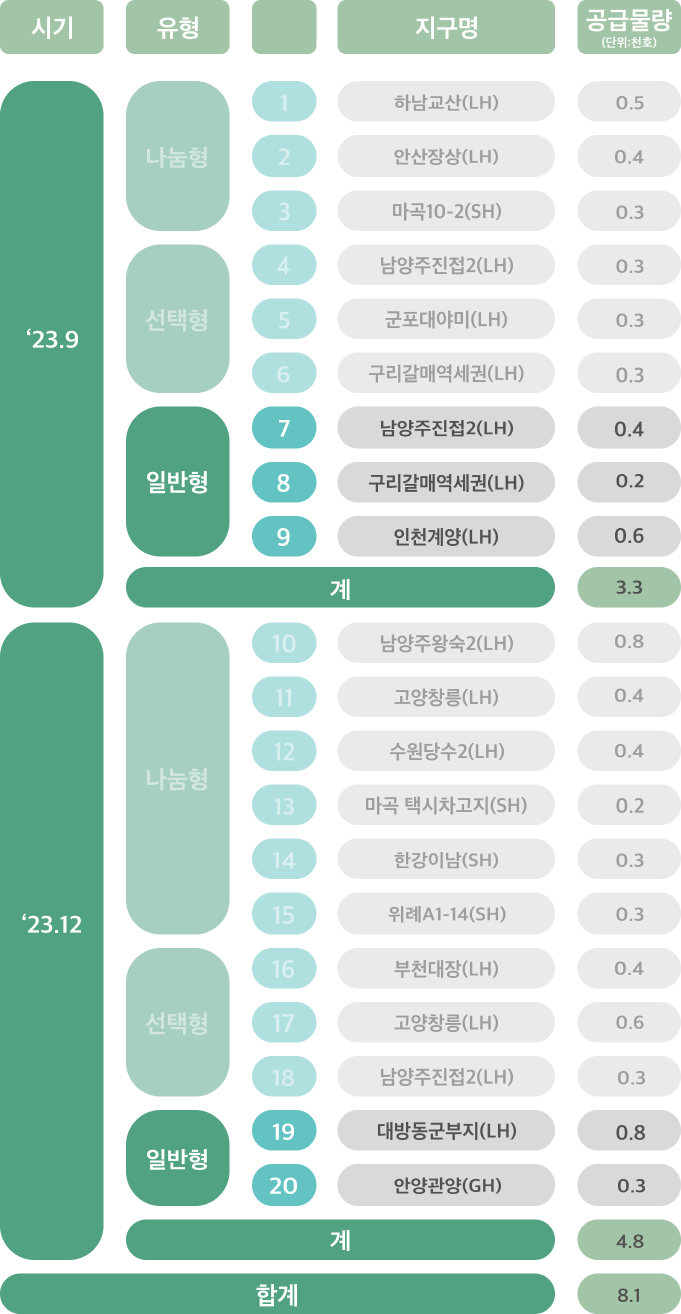 시기 유형 지구명 공급물량
(단위:천호)
‘23.9
나눔형
1 하남교산(LH) 0.5
2 안산장상(LH) 0.4
3 마곡10-2(SH) 0.3
선택형
4 남양주진접2(LH) 0.3
5 군포대야미(LH) 0.3
6 구리갈매역세권(LH) 0.3
일반형
7 남양주진접2(LH) 0.4
8 구리갈매역세권(LH) 0.2
9 인천계양(LH) 0.6
계 3.3
‘23.12
나눔형
10 남양주왕숙2(LH) 0.8
11 고양창릉(LH) 0.4
12 수원당수2(LH) 0.4
13 마곡 택시차고지(SH) 0.2
14 한강이남(SH) 0.3
15 위례A1-14(SH) 0.3
선택형
16 부천대장(LH) 0.4
17 고양창릉(LH) 0.6
18 남양주진접2(LH) 0.3
일반형
19 대방동군부지(LH) 0.8
20 안양관양(GH) 0.3
계 4.8
합계 8.1